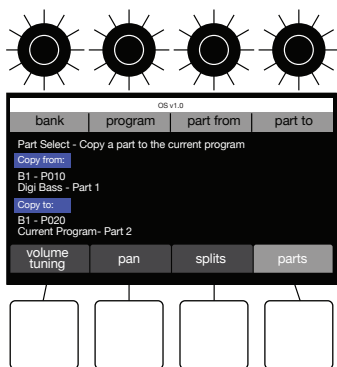 OS v1.0
bank program part from part to
Part Select - Copy a part to the current program
Copy from:
B1 - P010
Digi Bass - Part 1
Copy to:
B1 - P020
Current Program- Part 2
volume tuning pan splits parts